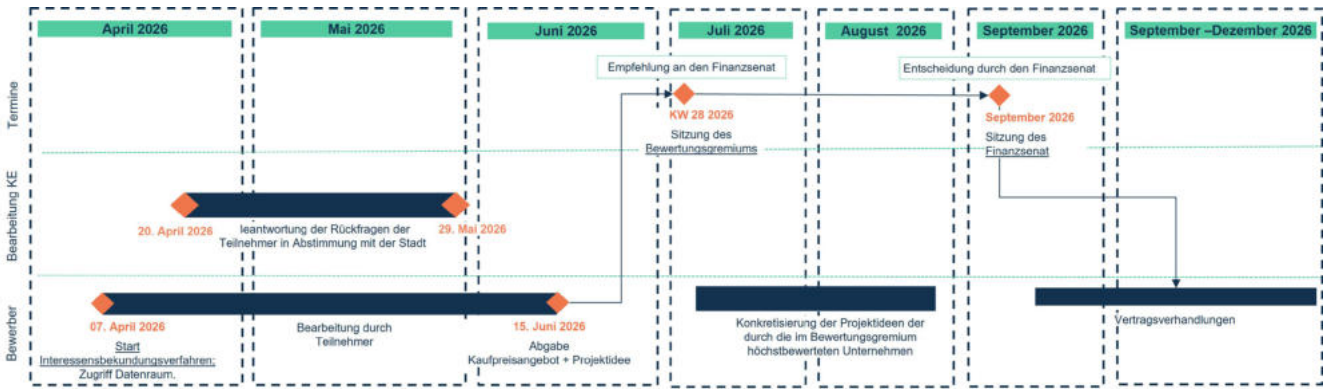 April 2026
Mai 2026
Juni 2026
Juli 2026
August 2026
September 2026
September –Dezember 2026
Termine
Empfehlung an den Finanzsenat
Entscheidung durch den Finanzsenat
KW 28 2026
Sitzung des
Bewertungsgremiums
September 2026
Sitzung des
Finanzsenat
Bearbeitung KE
20. April 2026
29. Mai 2026
eantwortung der Rückfragen der
Teilnehmer in Abstimmung mit der Stadt
Bewerber
07. April 2026
Start
Interessensbekundungsverfahren;
Zugriff Datenraum.
Bearbeitung durch
Teilnehmer
15. Juni 2026
Abgabe
Kaufpreisangebot + Projektidee
Konkretisierung der Projektideen der
durch die im Bewertungsgremium
höchstbewerteten Unternehmen
Vertragsverhandlungen